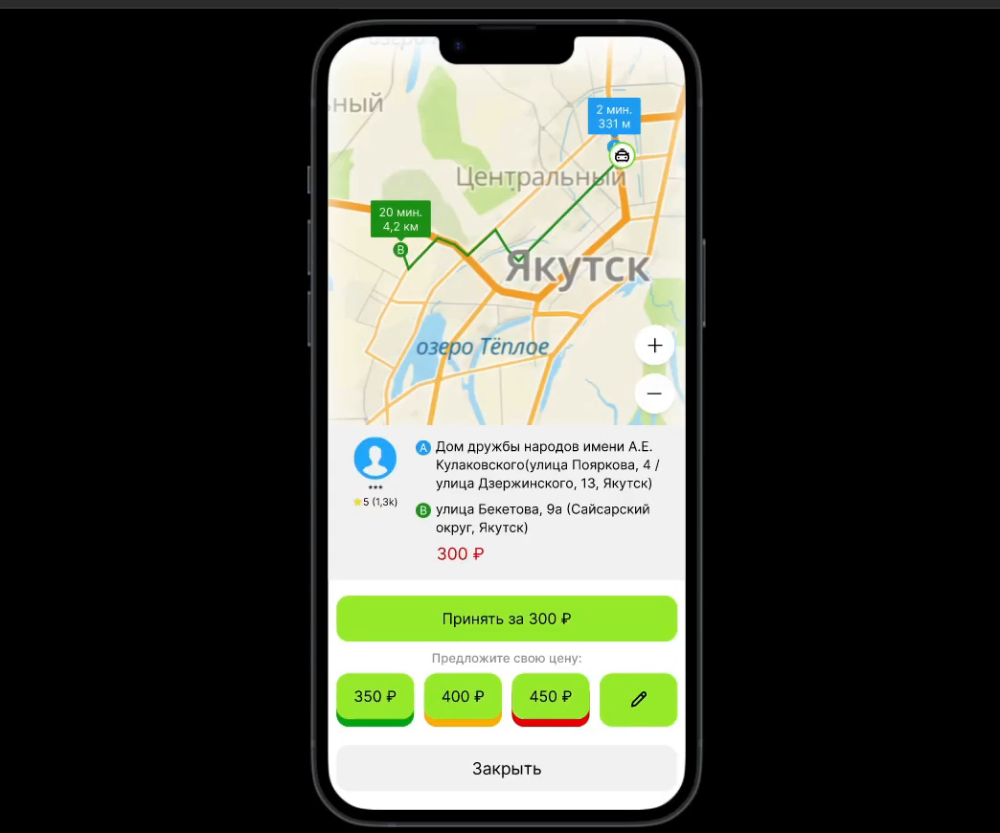 озеро
ьный
2 мин.
331 м
Центральный
20 мин.
4,2 км
B
Якутск
озеро Тёплое
+
−
A Дом дружбы народов имени А.Е.
Кулаковского(улица Пояркова, 4 /
улица Дзержинского, 13, Якутск)
***
5 (1,3k)
B улица Бекетова, 9а (Сайсарский
округ, Якутск)
300 ₽
Принять за 300 ₽
Предложите свою цену:
350 ₽
400 ₽
450 ₽
Закрыть